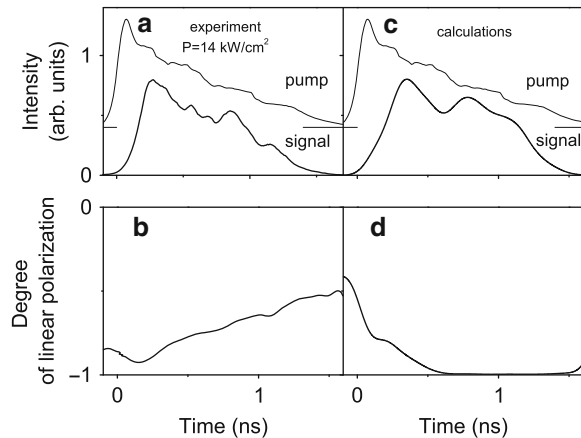 a
experiment
P=14 kW/cm²
pump
signal
c
calculations
pump
signal
Intensity
(arb. units)
1
0
b
d
Degree
of linear polarization
0
−1
0
1
0
1
Time (ns)
Time (ns)